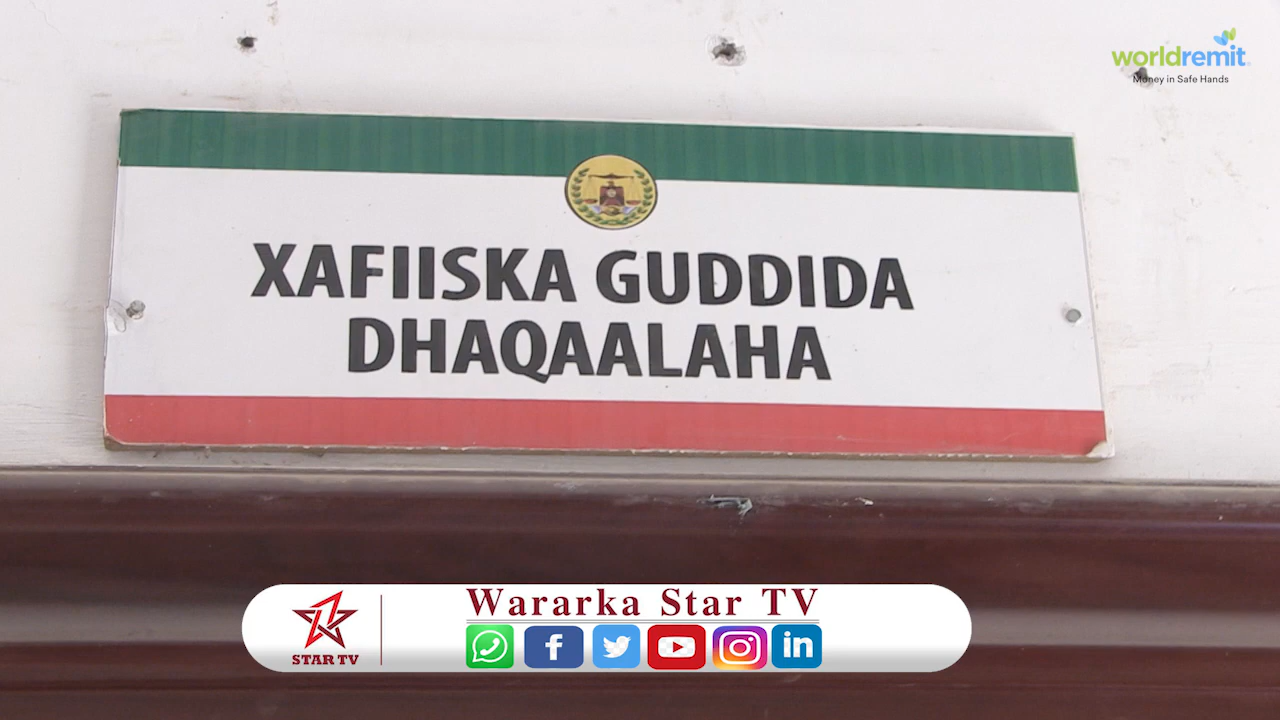 worldremit
Money in Safe Hands
XAFIISKA GUDDIDA
DHAQAALAHA
Wararka Star TV
STAR TV